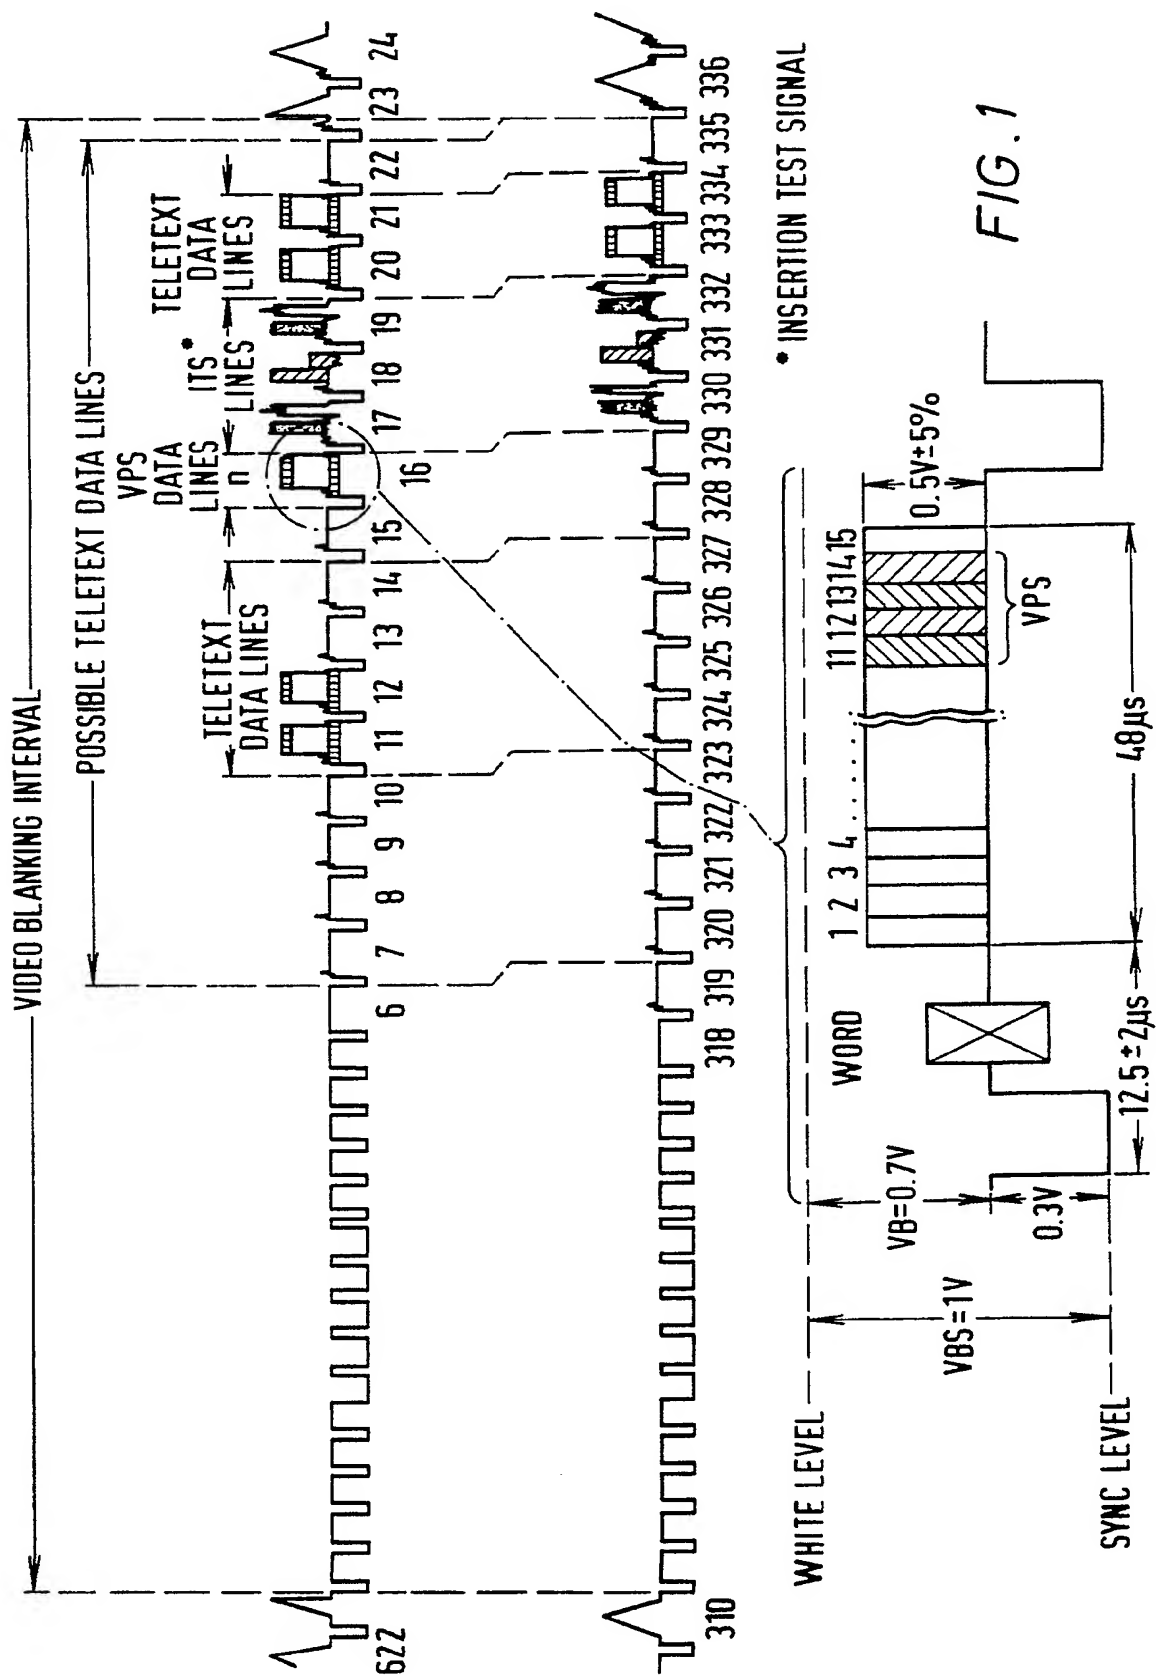 VIDEO BLANKING INTERVAL
POSSIBLE TELETEXT DATA LINES
TELETEXT
DATA LINES
VPS
DATA
LINES
n
ITS*
LINES
TELETEXT
DATA
LINES
622 6 7 8 9 10 11 12 13 14 15 16 17 18 19 20 21 22 23 24
310 318 319 320 321 322 323 324 325 326 327 328 329 330 331 332 333 334 335 336
* INSERTION TEST SIGNAL
WHITE LEVEL
SYNC LEVEL
VBS=1V
VB=0.7V
0.3V
WORD
1 2 3 4 ...... 11 12 13 14 15
0.5V±5%
VPS
12.5±2µs
48µs
FIG.1